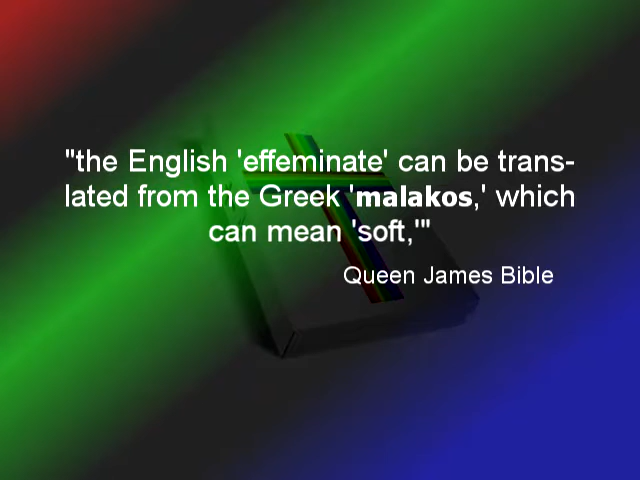 "the English 'effeminate' can be trans-
lated from the Greek 'malakos,' which
can mean 'soft,'"
Queen James Bible